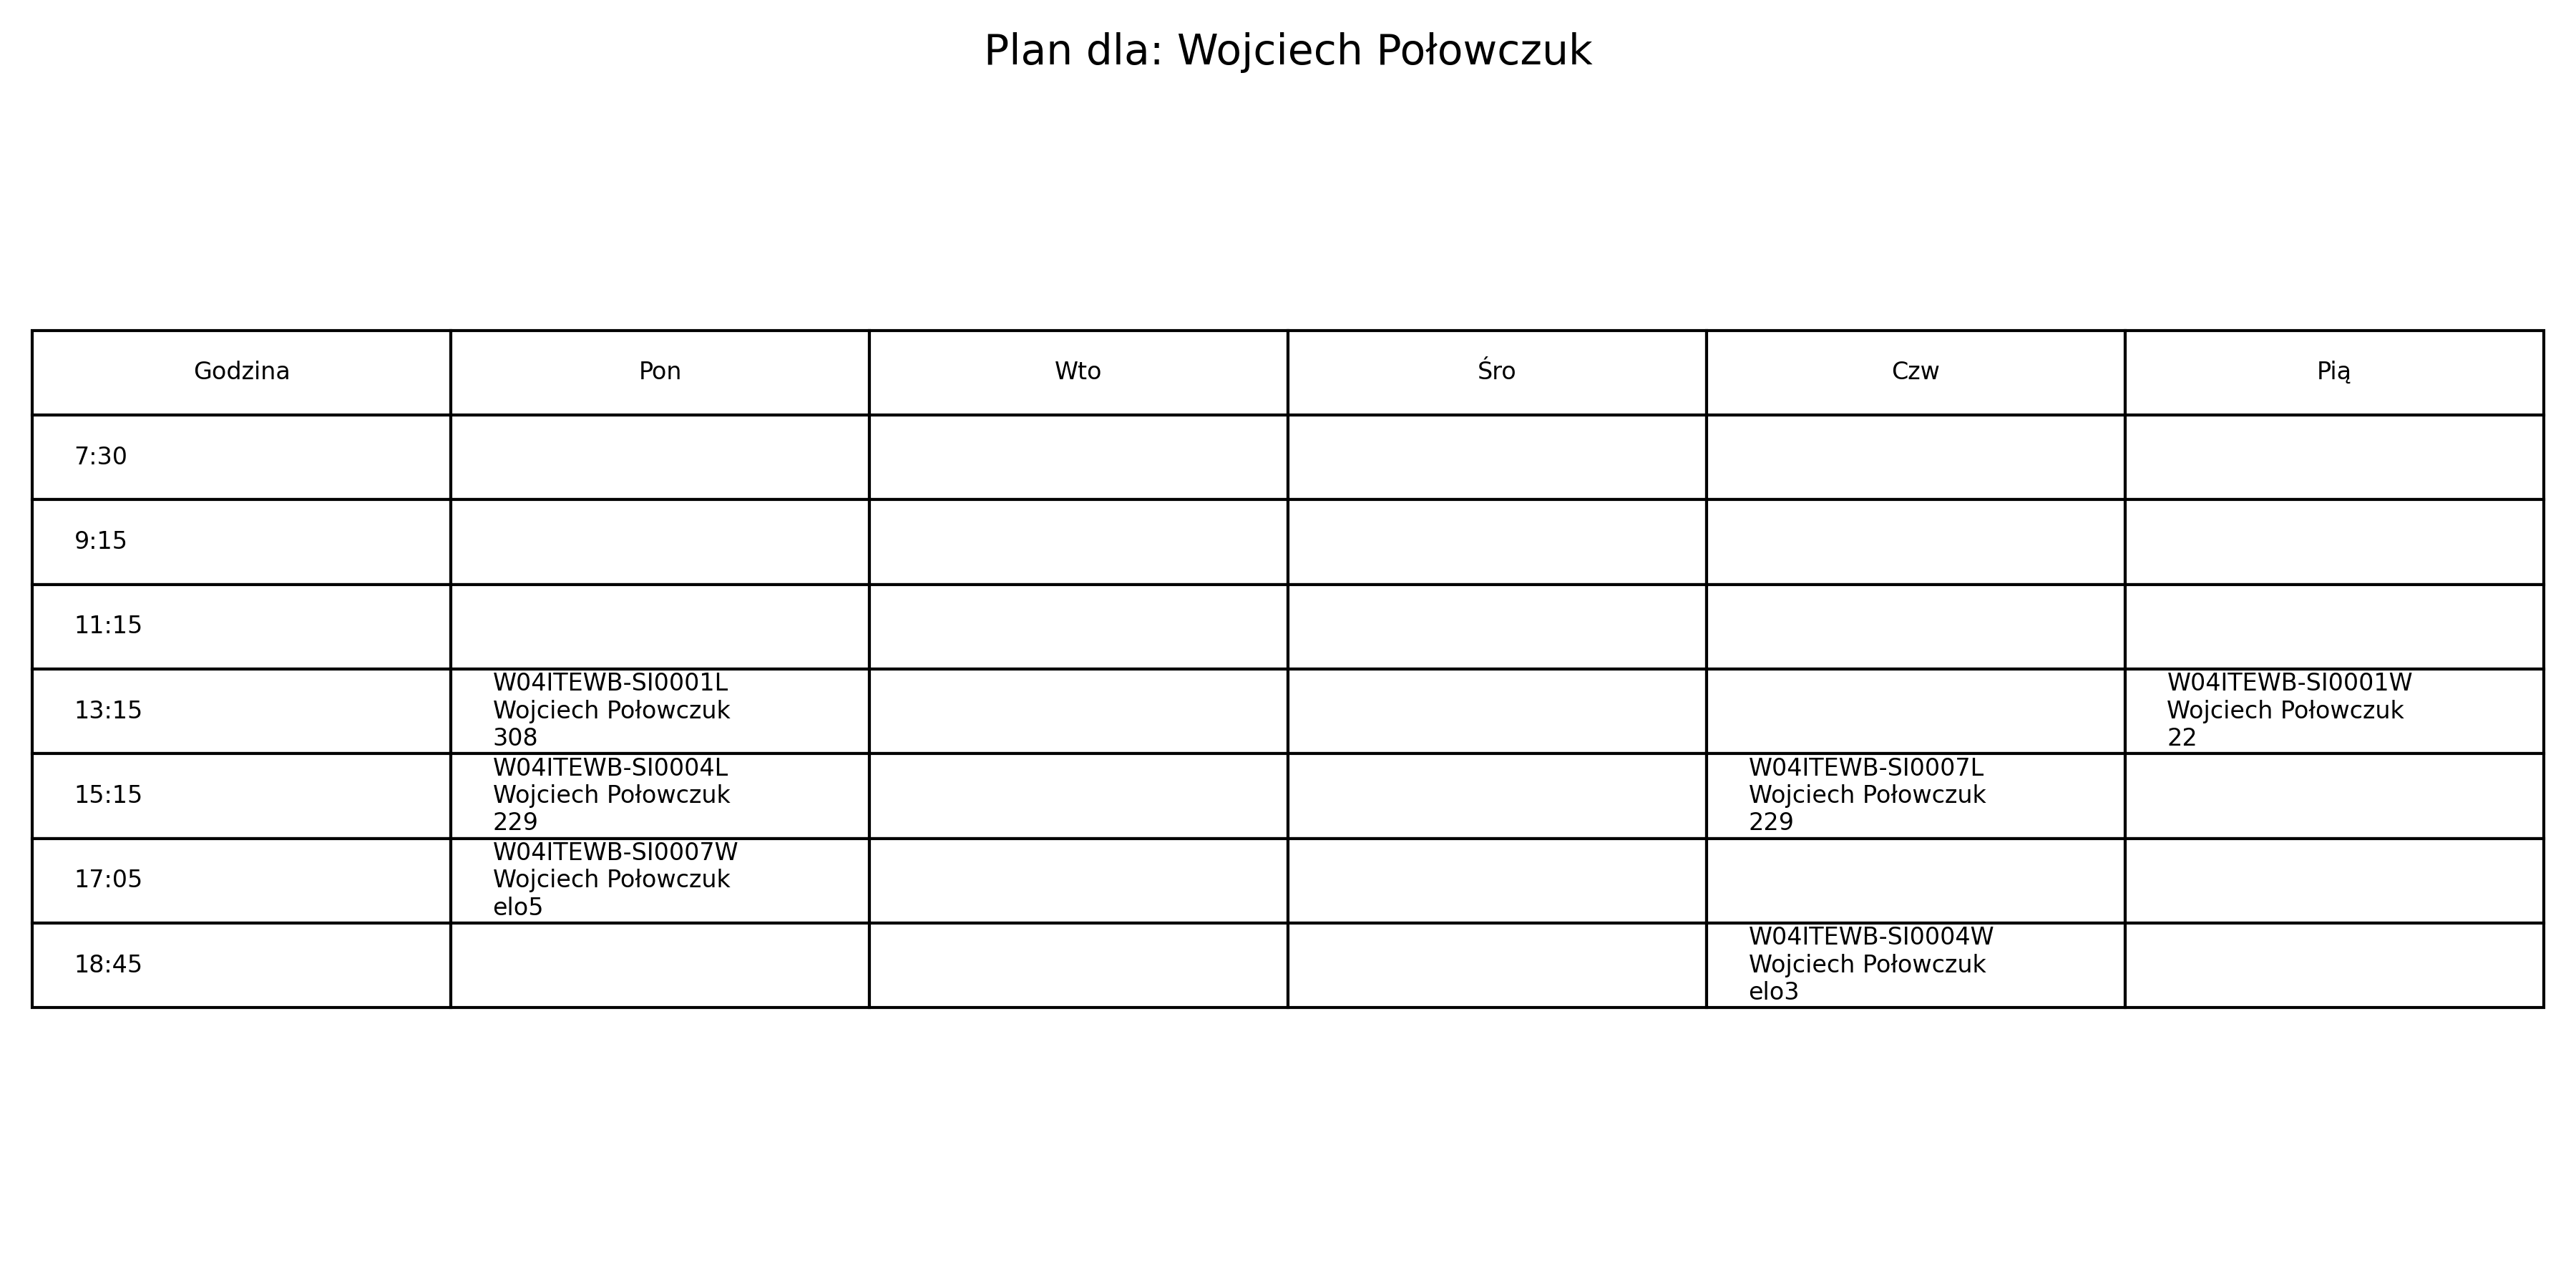 Plan dla: Wojciech Połowczuk
Godzina
Pon
Wto
Śro
Czw
Pią
7:30
9:15
11:15
13:15
W04ITEWB-SI0001L
Wojciech Połowczuk
308
W04ITEWB-SI0001W
Wojciech Połowczuk
22
15:15
W04ITEWB-SI0004L
Wojciech Połowczuk
229
W04ITEWB-SI0007L
Wojciech Połowczuk
229
17:05
W04ITEWB-SI0007W
Wojciech Połowczuk
elo5
18:45
W04ITEWB-SI0004W
Wojciech Połowczuk
elo3